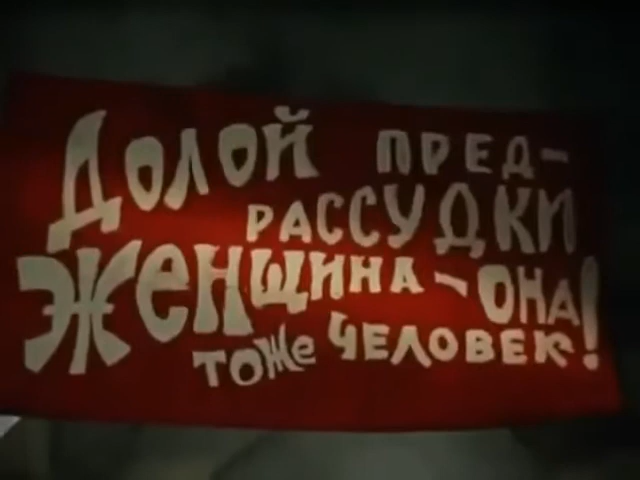 Долой пред-
рассудки
женщина - она
тоже человек!